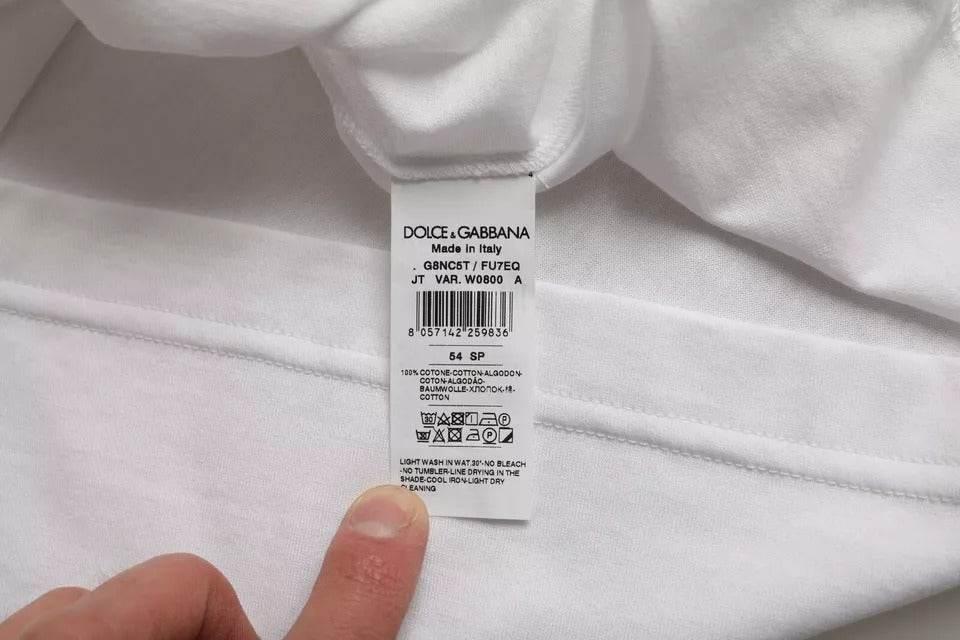 DOLCE & GABBANA
Made in Italy
. G8NC5T / FU7EQ
JT VAR. W0800 A
8 057142 259836
54 SP
100% COTONE-COTTON-ALGODON-
COTON-ALGODÃO-
BAUMWOLLE-ХЛОПОК-棉-
COTTON
30 P
P
LIGHT WASH IN WAT.30°-NO BLEACH
-NO TUMBLER-LINE DRYING IN THE
SHADE-COOL IRON-LIGHT DRY
CLEANING